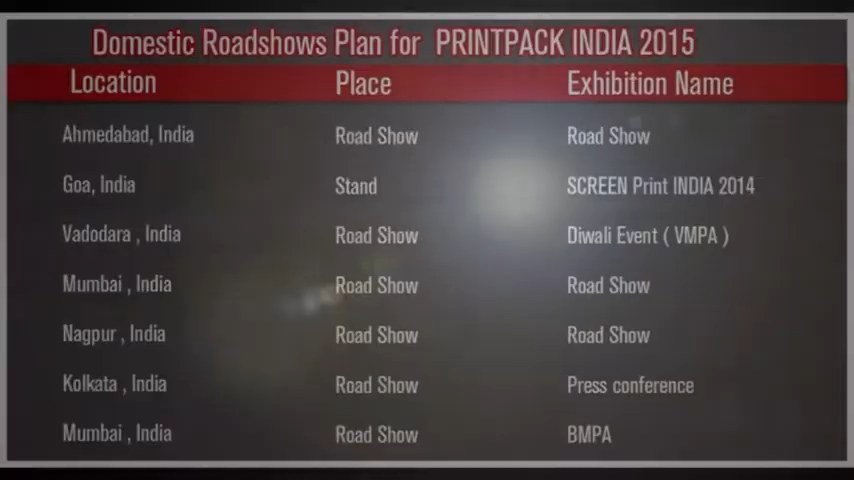 Domestic Roadshows Plan for PRINTPACK INDIA 2015
Location Place Exhibition Name
Ahmedabad, India Road Show Road Show
Goa, India Stand SCREEN Print INDIA 2014
Vadodara , India Road Show Diwali Event ( VMPA )
Mumbai , India Road Show Road Show
Nagpur , India Road Show Road Show
Kolkata , India Road Show Press conference
Mumbai , India Road Show BMPA